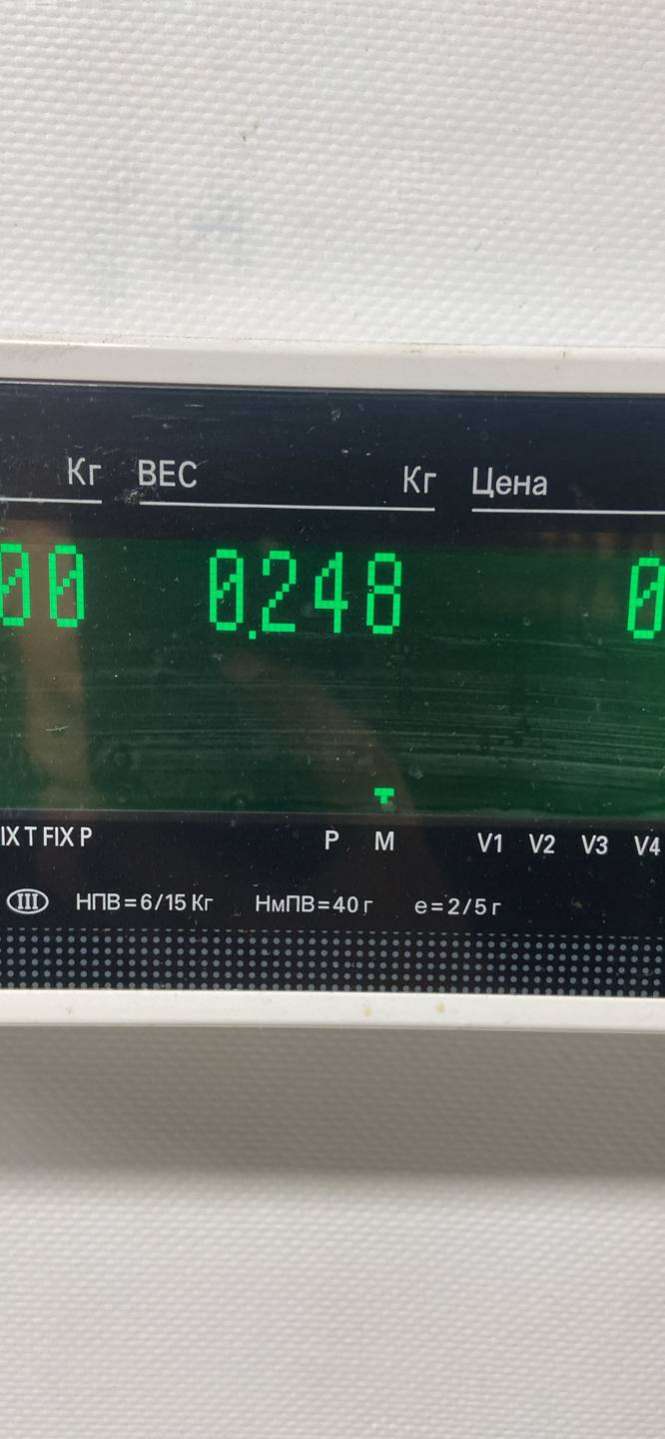 Кг ВЕС Кг Цена
00 0.248 0
IX T FIX P P M V1 V2 V3 V4
III НПВ=6/15 Кг НмПВ=40 г e=2/5 г